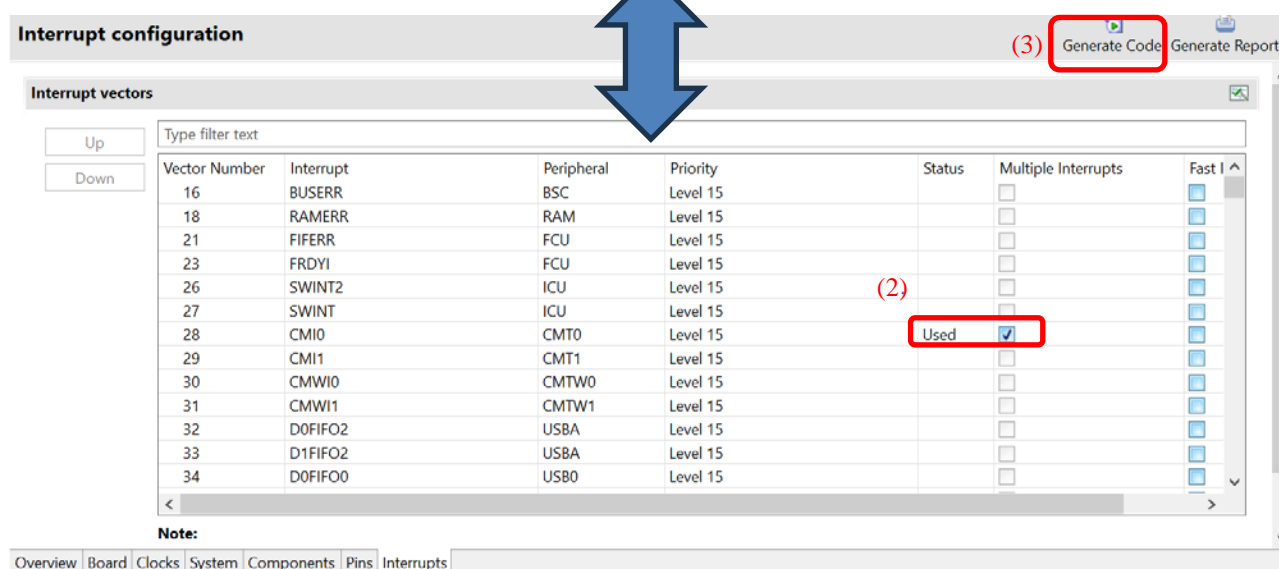 Interrupt configuration
(3) Generate Code Generate Report
Interrupt vectors
Up
Down
Type filter text
Vector Number Interrupt Peripheral Priority Status Multiple Interrupts Fast I
16 BUSERR BSC Level 15
18 RAMERR RAM Level 15
21 FIFERR FCU Level 15
23 FRDYI FCU Level 15
26 SWINT2 ICU Level 15
(2)
27 SWINT ICU Level 15
28 CMI0 CMT0 Level 15 Used
29 CMI1 CMT1 Level 15
30 CMWI0 CMTW0 Level 15
31 CMWI1 CMTW1 Level 15
32 D0FIFO2 USBA Level 15
33 D1FIFO2 USBA Level 15
34 D0FIFO0 USB0 Level 15
Note:
Overview Board Clocks System Components Pins Interrupts